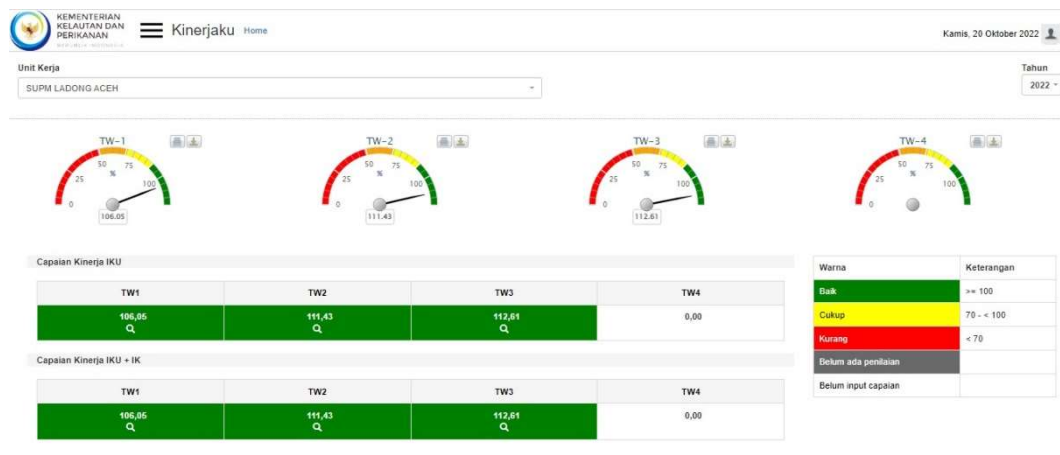 KEMENTERIAN
KELAUTAN DAN
PERIKANAN
Kinerjaku Home
Kamis, 20 Oktober 2022
Unit Kerja
Tahun
SUPM LADONG ACEH
2022
TW-1
0 25 50 75 100
%
106.05
TW-2
0 25 50 75 100
%
111.43
TW-3
0 25 50 75 100
%
112.61
TW-4
0 25 50 75 100
%
Capaian Kinerja IKU
TW1 TW2 TW3 TW4
106,05 111,43 112,61 0,00
Capaian Kinerja IKU + IK
TW1 TW2 TW3 TW4
106,05 111,43 112,61 0,00
Warna Keterangan
Baik >= 100
Cukup 70 - < 100
Kurang < 70
Belum ada penilaian
Belum input capaian